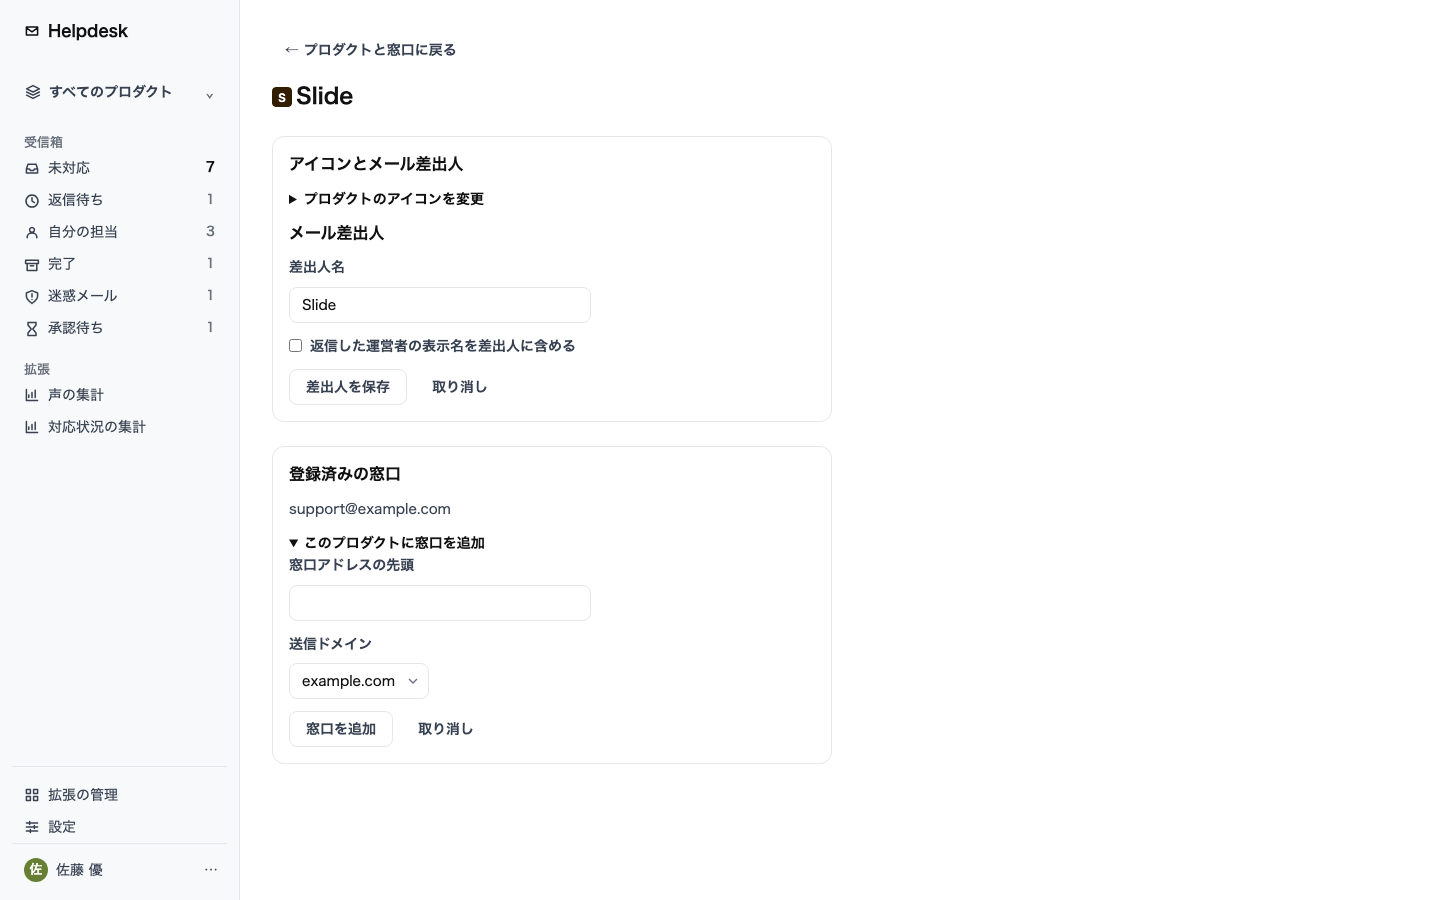 Helpdesk
すべてのプロダクト
受信箱
未対応 7
返信待ち 1
自分の担当 3
完了 1
迷惑メール 1
承認待ち 1
拡張
声の集計
対応状況の集計
拡張の管理
設定
佐 佐藤 優 …
← プロダクトと窓口に戻る
S Slide
アイコンとメール差出人
▶ プロダクトのアイコンを変更
メール差出人
差出人名
Slide
返信した運営者の表示名を差出人に含める
差出人を保存 取り消し
登録済みの窓口
support@example.com
▼ このプロダクトに窓口を追加
窓口アドレスの先頭
送信ドメイン
example.com
窓口を追加 取り消し